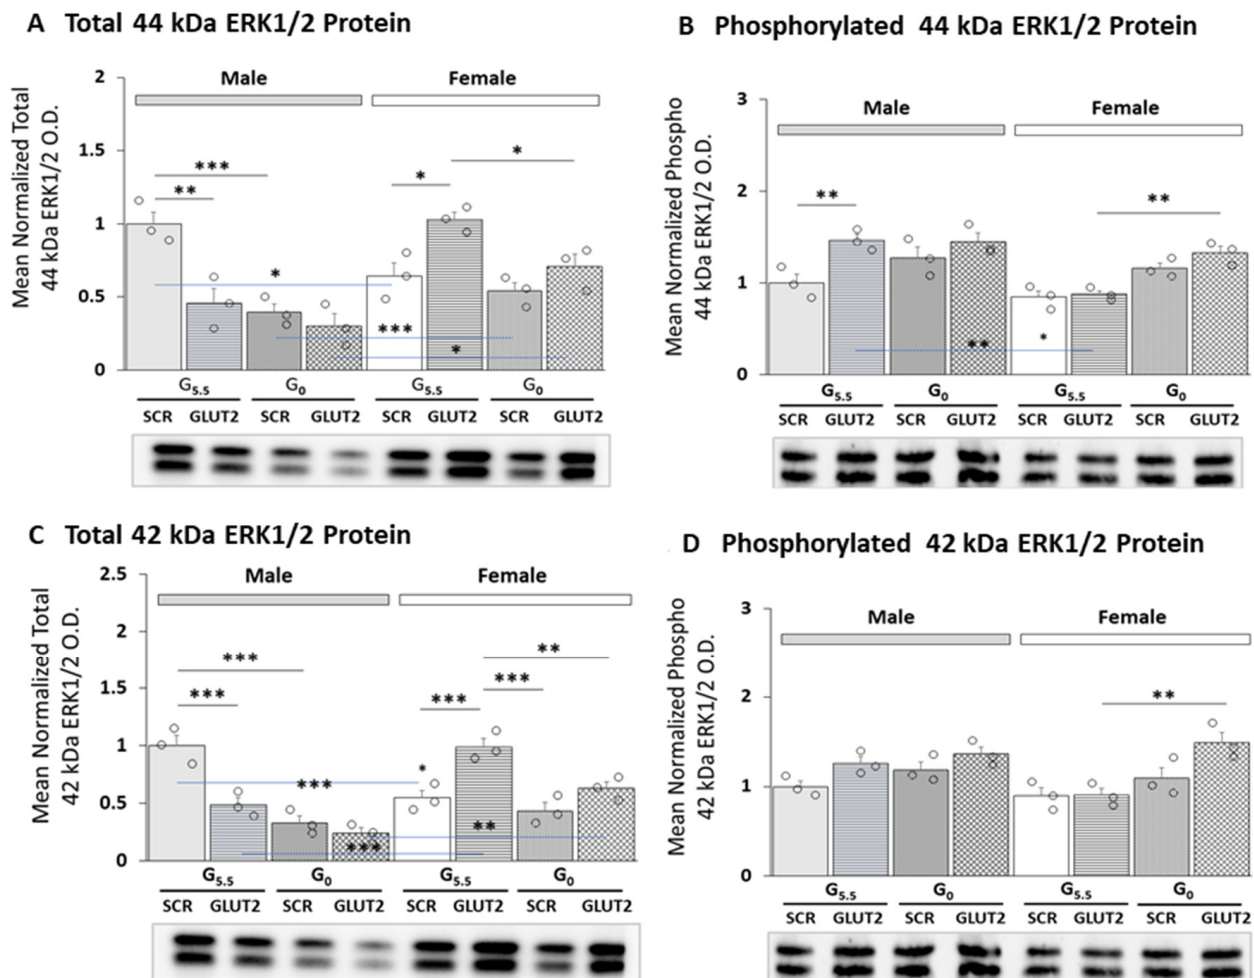 A Total 44 kDa ERK1/2 Protein
Mean Normalized Total
44 kDa ERK1/2 O.D.
2
1.5
1
0.5
0
Male
Female
***
**
*
*
*
***
*
G5.5
G0
G5.5
G0
SCR GLUT2 SCR GLUT2 SCR GLUT2 SCR GLUT2
B Phosphorylated 44 kDa ERK1/2 Protein
Mean Normalized Phospho
44 kDa ERK1/2 O.D.
3
2
1
0
Male
Female
**
**
**
*
G5.5
G0
G5.5
G0
SCR GLUT2 SCR GLUT2 SCR GLUT2 SCR GLUT2
C Total 42 kDa ERK1/2 Protein
Mean Normalized Total
42 kDa ERK1/2 O.D.
2.5
2
1.5
1
0.5
0
Male
Female
***
***
**
***
***
*
***
**
***
G5.5
G0
G5.5
G0
SCR GLUT2 SCR GLUT2 SCR GLUT2 SCR GLUT2
D Phosphorylated 42 kDa ERK1/2 Protein
Mean Normalized Phospho
42 kDa ERK1/2 O.D.
3
2
1
0
Male
Female
**
G5.5
G0
G5.5
G0
SCR GLUT2 SCR GLUT2 SCR GLUT2 SCR GLUT2